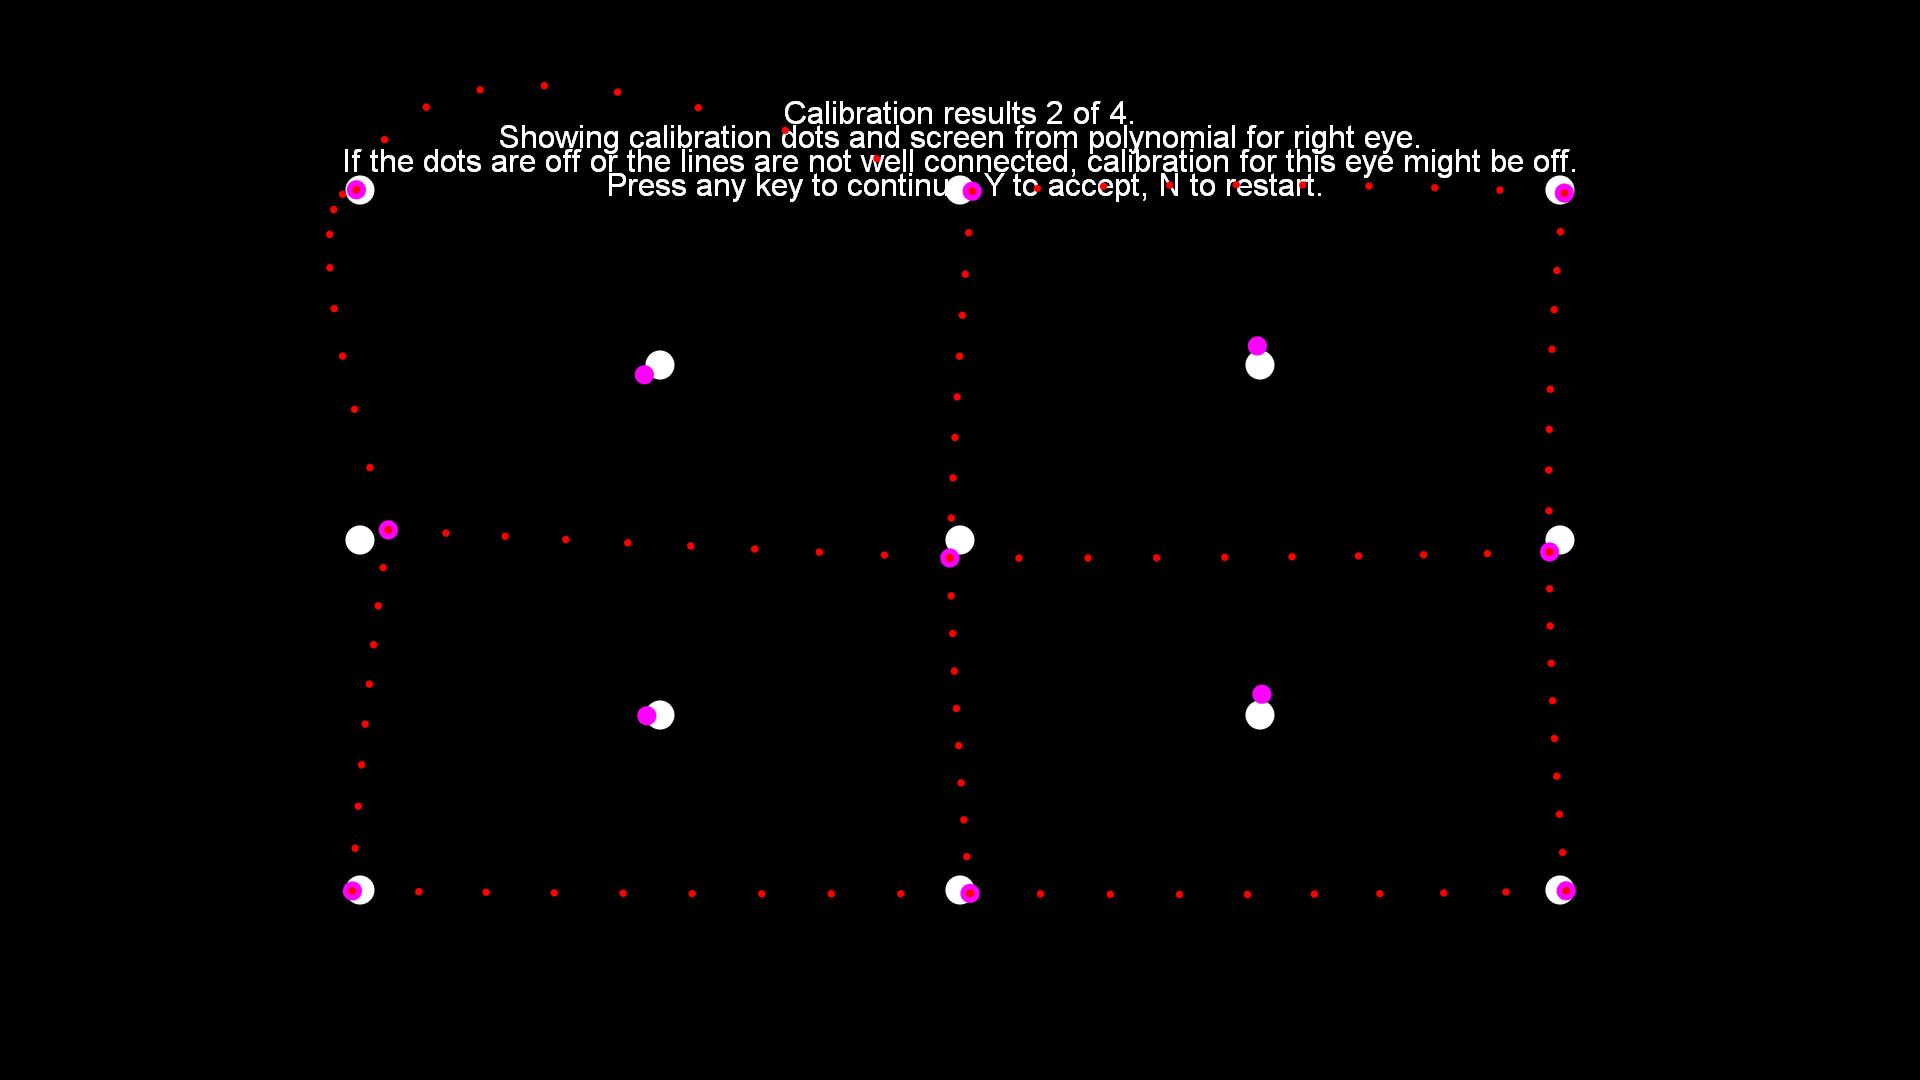 Calibration results 2 of 4.
Showing calibration dots and screen from polynomial for right eye.
If the dots are off or the lines are not well connected, calibration for this eye might be off.
Press any key to continue, Y to accept, N to restart.